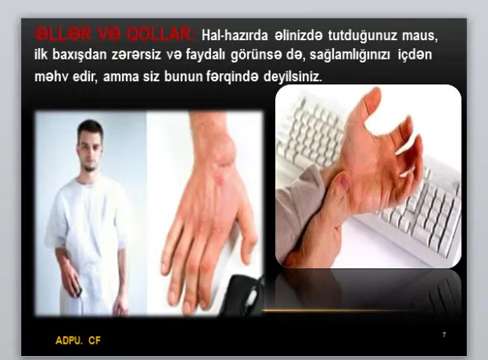 ƏLLƏR VƏ QOLLAR: Hal-hazırda əlinizdə tutduğunuz maus,
ilk baxışdan zərərsiz və faydalı görünsə də, sağlamlığınızı içdən
məhv edir, amma siz bunun fərqində deyilsiniz.
ADPU. CF
7